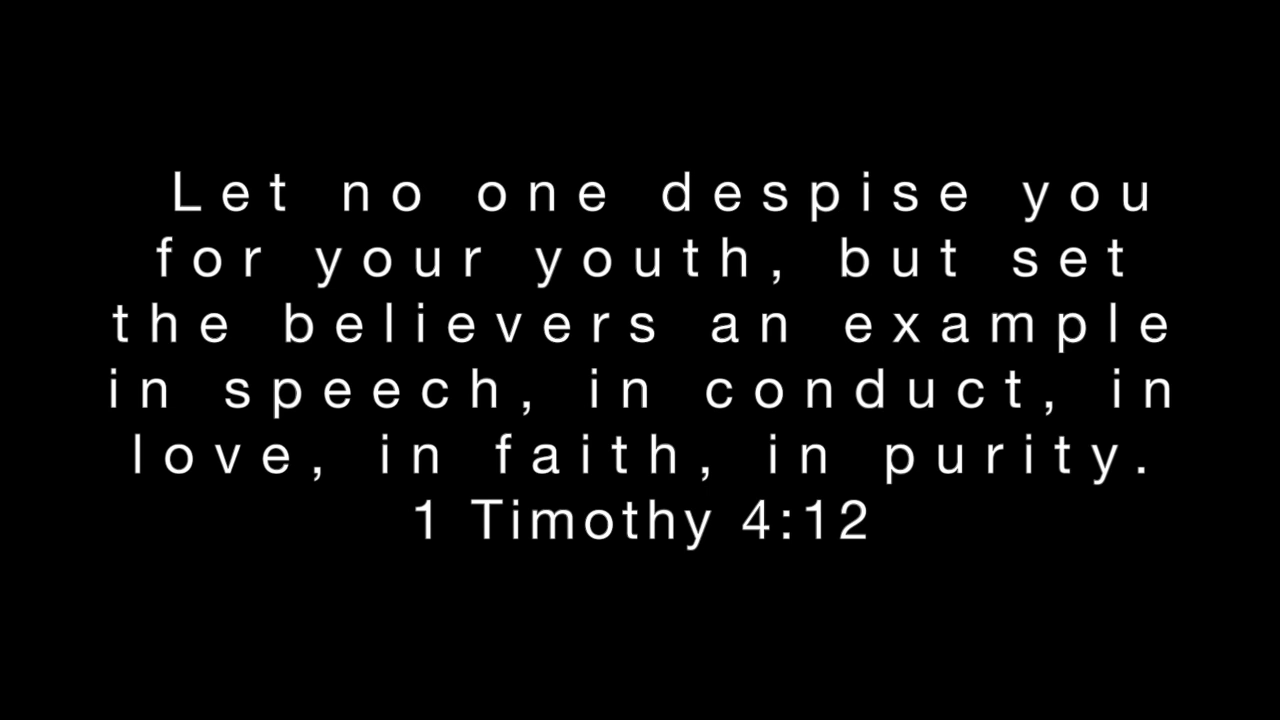 Let no one despise you
for your youth, but set
the believers an example
in speech, in conduct, in
love, in faith, in purity.
1 Timothy 4:12